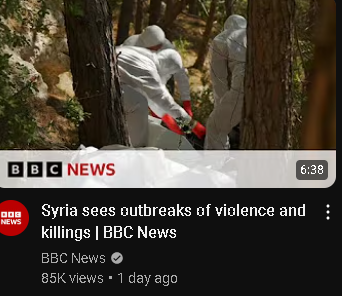 BBC NEWS
6:38
BBC
NEWS
Syria sees outbreaks of violence and
killings | BBC News
BBC News
85K views • 1 day ago